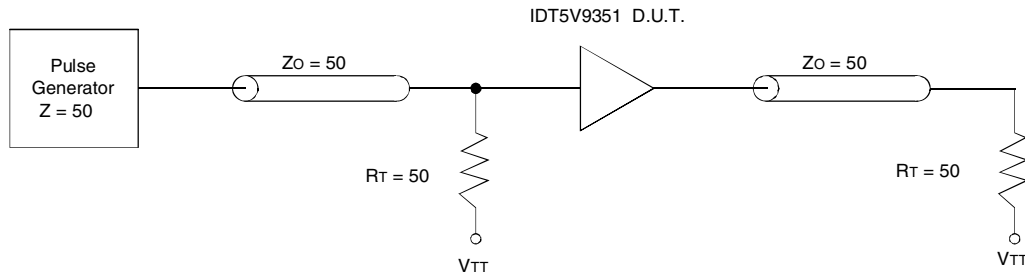 IDT5V9351 D.U.T.
Pulse
Generator
Z = 50
ZO = 50
ZO = 50
RT = 50
RT = 50
VTT
VTT